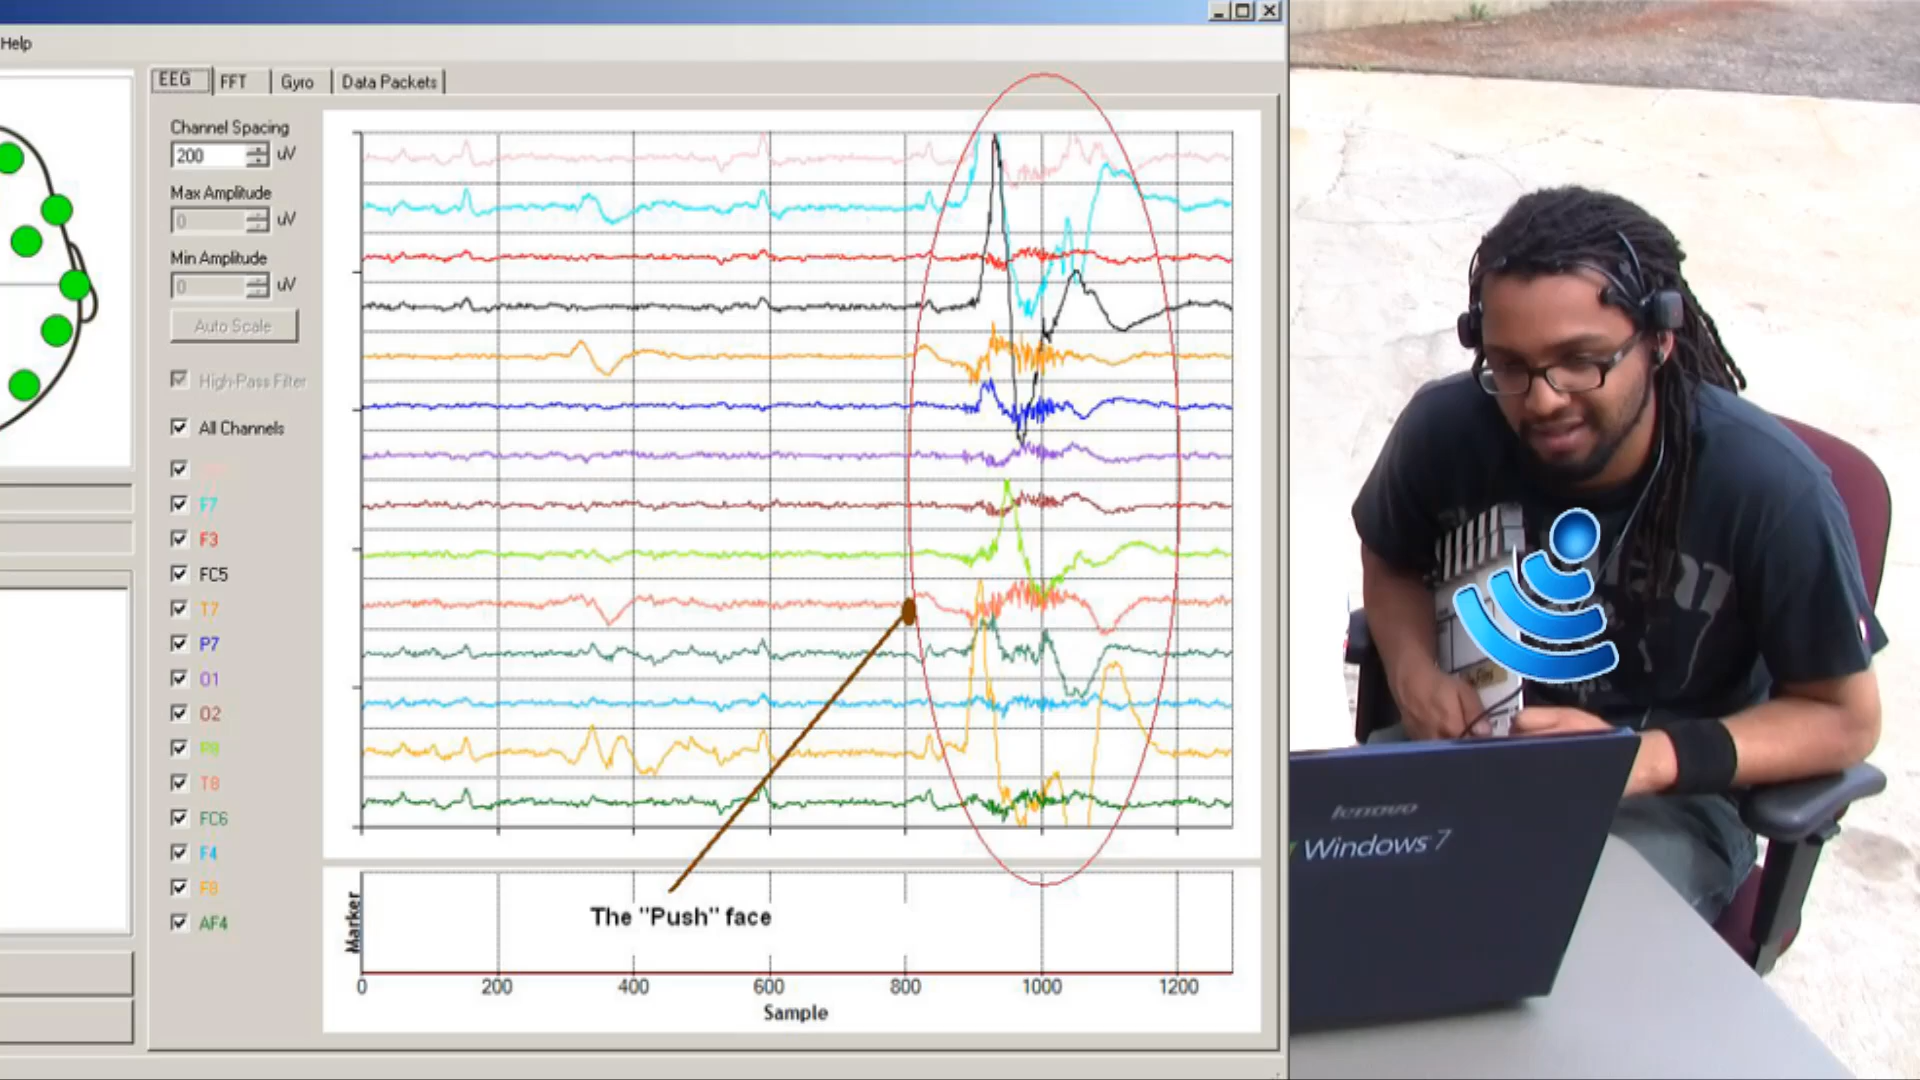 Help
EEG
FFT
Gyro
Data Packets
Channel Spacing
200
uV
Max Amplitude
0
uV
Min Amplitude
0
uV
Auto Scale
High-Pass Filter
All Channels
F7
F3
FC5
T7
P7
O1
O2
P8
T8
FC6
F4
F8
AF4
The "Push" face
Marker
0 200 400 600 800 1000 1200
Sample
lenovo
Windows 7